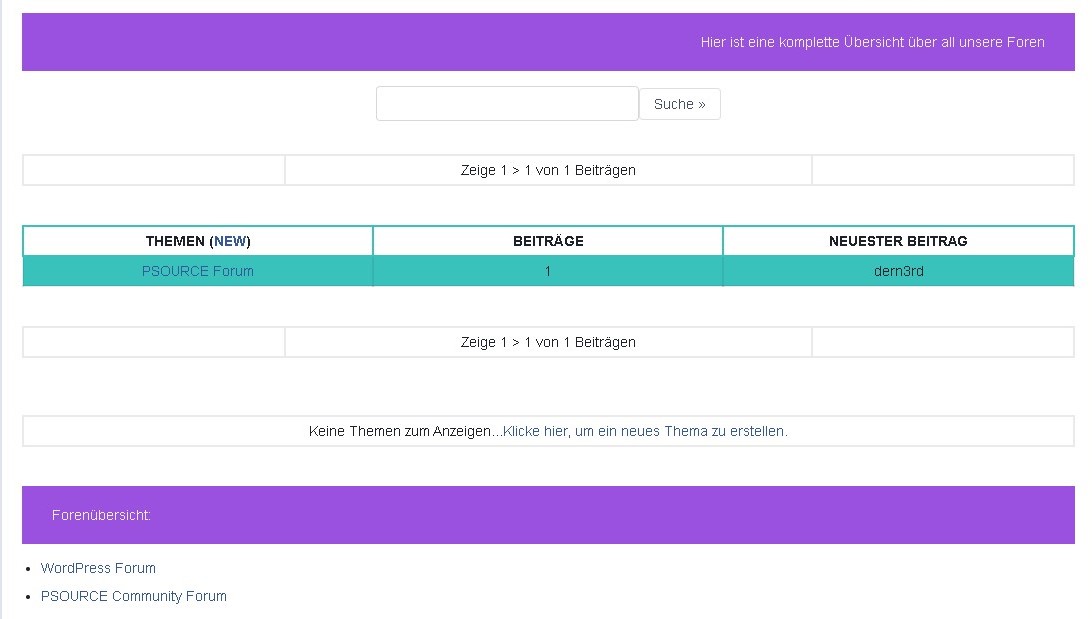 Hier ist eine komplette Übersicht über all unsere Foren
Suche »
Zeige 1 > 1 von 1 Beiträgen
THEMEN (NEW) BEITRÄGE NEUESTER BEITRAG
PSOURCE Forum 1 dern3rd
Zeige 1 > 1 von 1 Beiträgen
Keine Themen zum Anzeigen...Klicke hier, um ein neues Thema zu erstellen.
Forenübersicht:
• WordPress Forum
• PSOURCE Community Forum